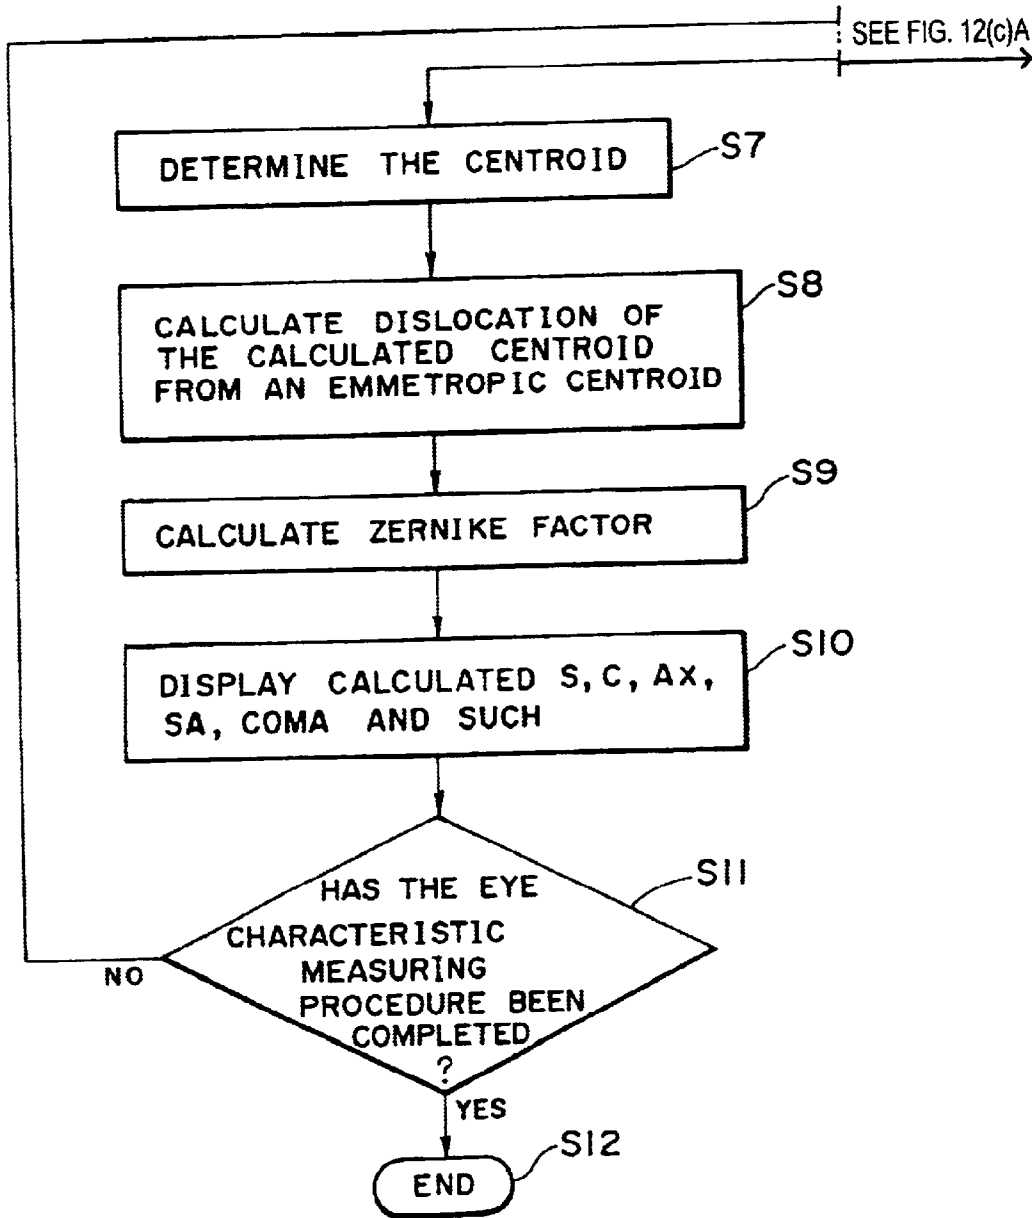 SEE FIG. 12(c)A
DETERMINE THE CENTROID
S7
S8
CALCULATE DISLOCATION OF
THE CALCULATED CENTROID
FROM AN EMMETROPIC CENTROID
S9
CALCULATE ZERNIKE FACTOR
S10
DISPLAY CALCULATED S, C, AX,
SA, COMA AND SUCH
S11
HAS THE EYE
CHARACTERISTIC
MEASURING
PROCEDURE BEEN
COMPLETED
?
NO
YES
S12
END